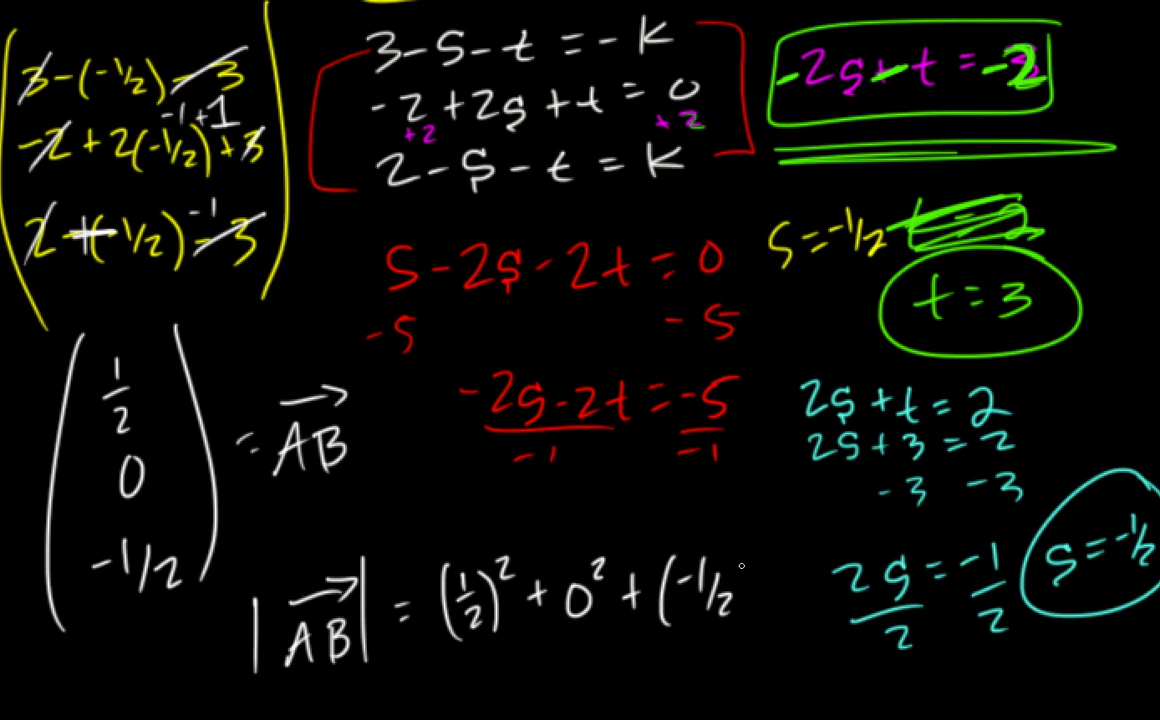 3 - (-1/2) - 3
-1 + 1
-2 + 2(-1/2) + 3
-1
2 + (1/2) - 3
1/2
0
-1/2
= AB
3 - s - t = - k
-2 + 2s + t = 0
+2 +2
2 - s - t = k
5 - 2s - 2t = 0
-5 -5
-2s - 2t = -5
-1 -1
|AB| = (1/2)² + 0² + (-1/2
-2s - t = -2
s = -1/2
t = 3
2s + t = 2
2s + 3 = 2
-3 -3
2s = -1
2 2
s = -1/2